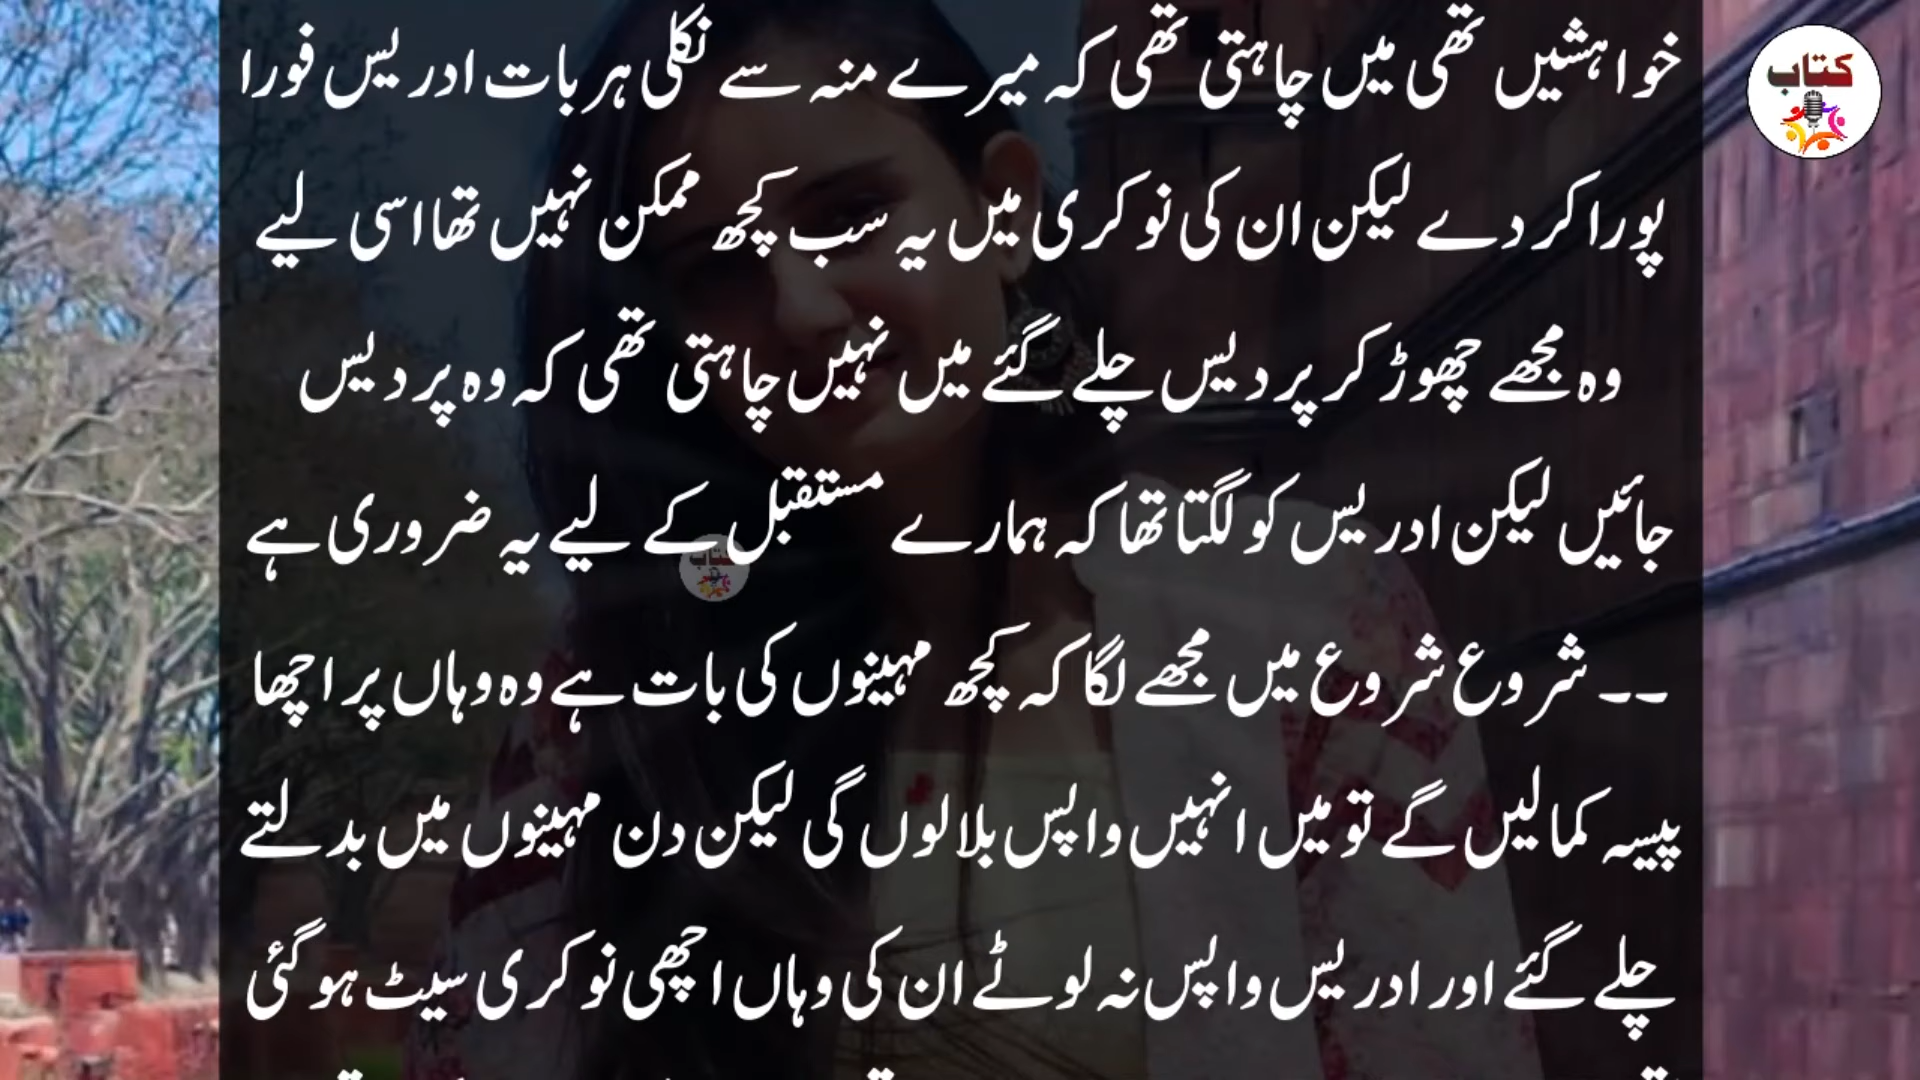 خواہشیں تھی میں چاہتی تھی کہ میرے منہ سے نکلی ہر بات ادریس فورا
پورا کر دے لیکن ان کی نوکری میں یہ سب کچھ ممکن نہیں تھا اسی لیے
وہ مجھے چھوڑ کر پردیس چلے گئے میں نہیں چاہتی تھی کہ وہ پردیس
جائیں لیکن ادریس کو لگتا تھا کہ ہمارے مستقبل کے لیے یہ ضروری ہے
۔۔ شروع شروع میں مجھے لگا کہ کچھ مہینوں کی بات ہے وہ وہاں پر اچھا
پیسہ کما لیں گے تو میں انہیں واپس بلا لوں گی لیکن دن مہینوں میں بدلتے
چلے گئے اور ادریس واپس نہ لوٹے ان کی وہاں اچھی نوکری سیٹ ہو گئی
کتاب
کتاب